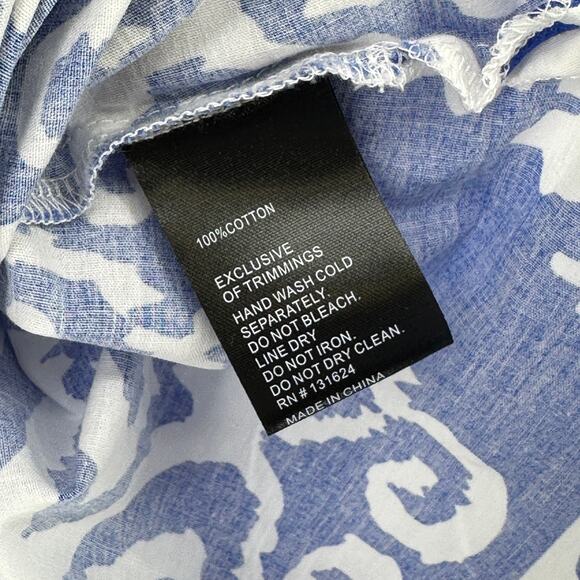 100%COTTON
EXCLUSIVE
OF TRIMMINGS
HAND WASH COLD
SEPARATELY.
DO NOT BLEACH.
LINE DRY
DO NOT IRON.
DO NOT DRY CLEAN.
RN # 131624
MADE IN CHINA